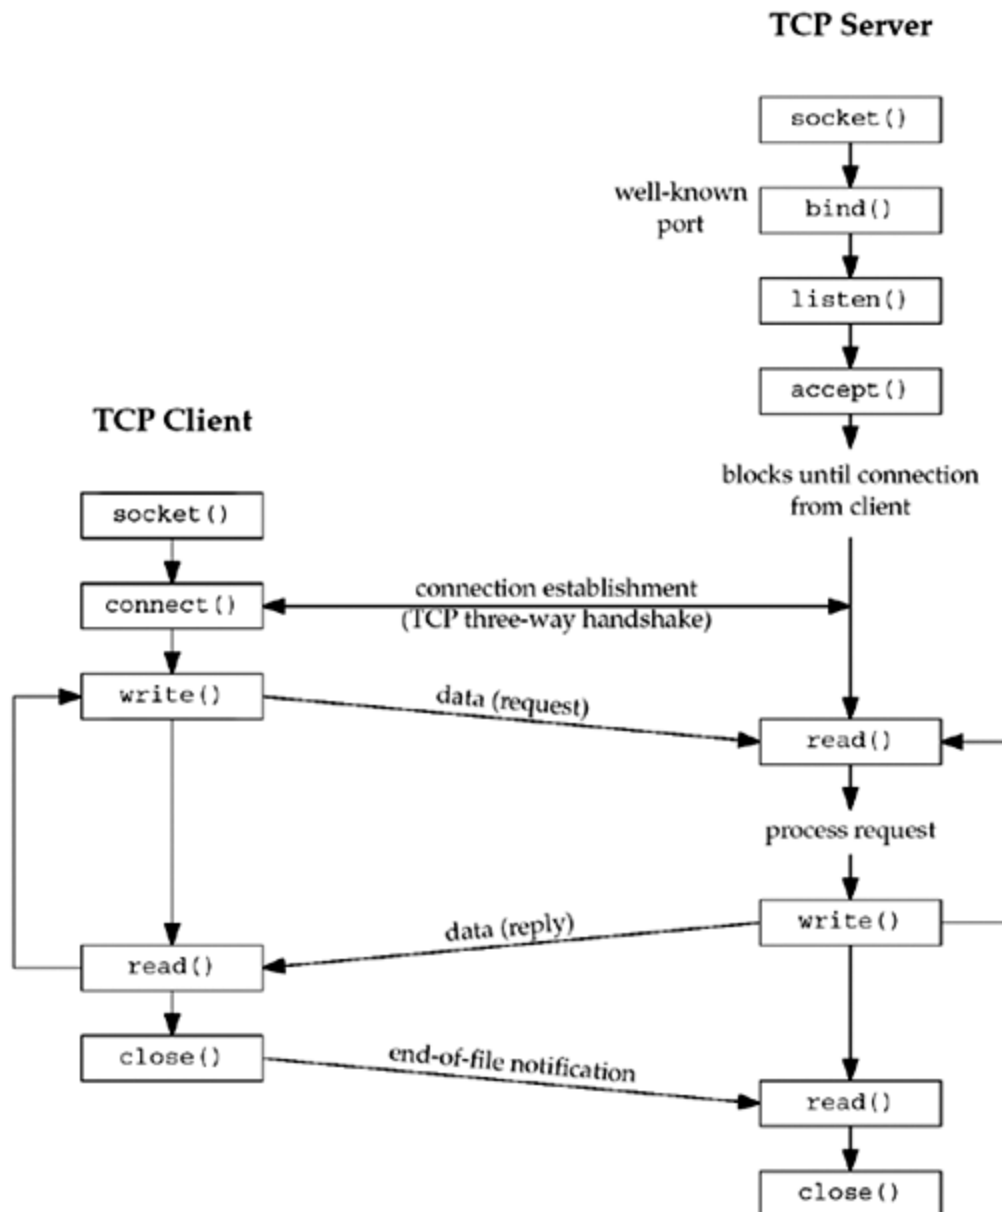 TCP Server
socket()
well-known
port
bind()
listen()
accept()
blocks until connection
from client
TCP Client
socket()
connect()
connection establishment
(TCP three-way handshake)
write()
data (request)
read()
process request
write()
data (reply)
read()
close()
end-of-file notification
read()
close()